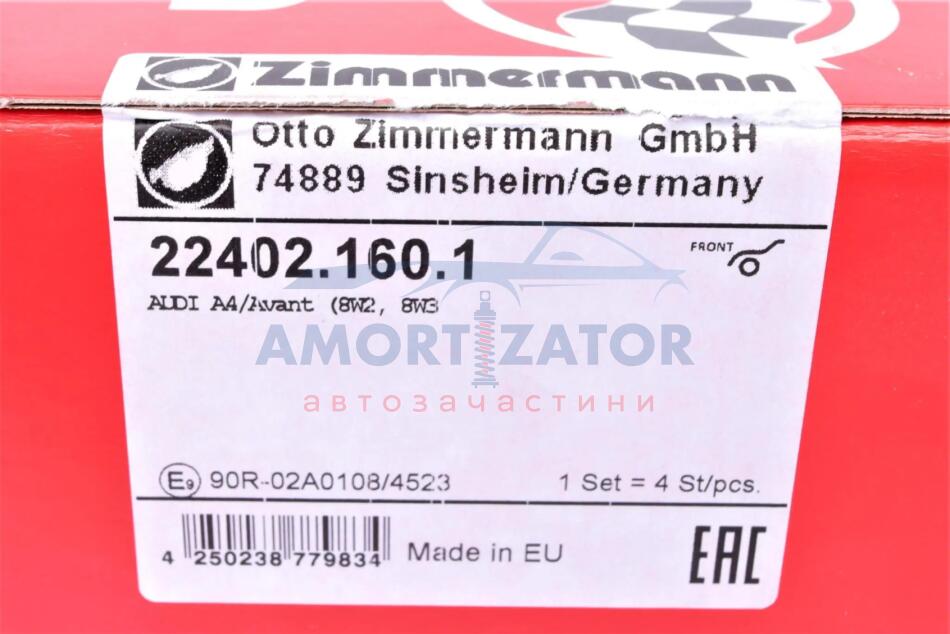 Zimmermann
Otto Zimmermann GmbH
74889 Sinsheim/Germany
22402.160.1
FRONT
AUDI A4/Avant (8W2, 8W3
AMORTIZATOR
автозачастини
E9 90R-02A0108/4523
1 Set = 4 St/pcs.
4 250238 779834
Made in EU
EAC